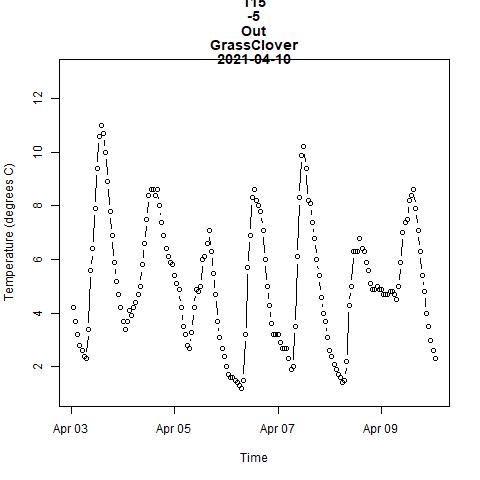 T15
-5
Out
GrassClover
2021-04-10
12
10
8
6
4
2
Temperature (degrees C)
Apr 03
Apr 05
Apr 07
Apr 09
Time